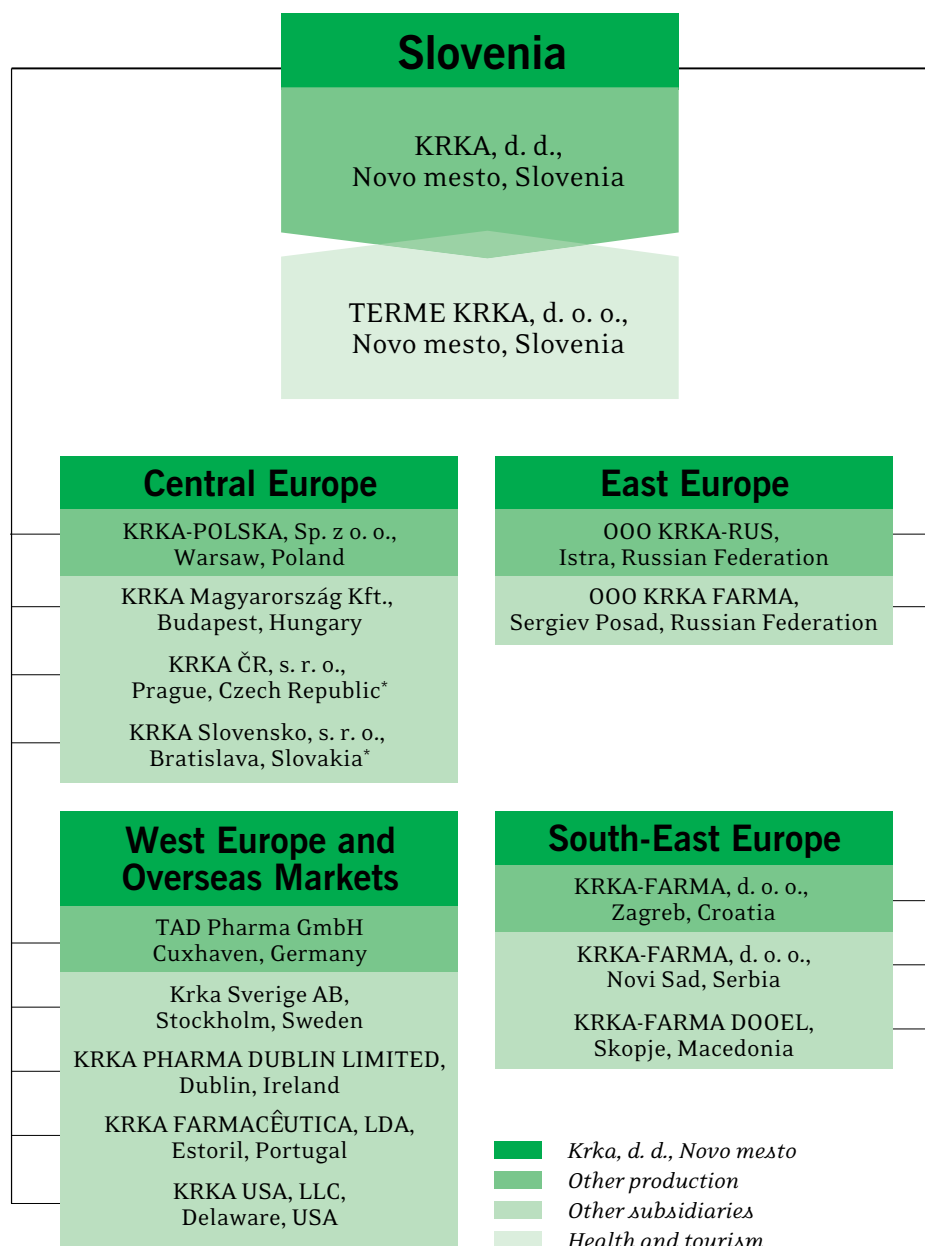 Slovenia
KRKA, d. d.,
Novo mesto, Slovenia
TERME KRKA, d. o. o.,
Novo mesto, Slovenia
Central Europe
KRKA-POLSKA, Sp. z o. o.,
Warsaw, Poland
KRKA Magyarország Kft.,
Budapest, Hungary
KRKA ČR, s. r. o.,
Prague, Czech Republic*
KRKA Slovensko, s. r. o.,
Bratislava, Slovakia*
East Europe
OOO KRKA-RUS,
Istra, Russian Federation
OOO KRKA FARMA,
Sergiev Posad, Russian Federation
West Europe and
Overseas Markets
TAD Pharma GmbH
Cuxhaven, Germany
Krka Sverige AB,
Stockholm, Sweden
KRKA PHARMA DUBLIN LIMITED,
Dublin, Ireland
KRKA FARMACÊUTICA, LDA,
Estoril, Portugal
KRKA USA, LLC,
Delaware, USA
South-East Europe
KRKA-FARMA, d. o. o.,
Zagreb, Croatia
KRKA-FARMA, d. o. o.,
Novi Sad, Serbia
KRKA-FARMA DOOEL,
Skopje, Macedonia
Krka, d. d., Novo mesto
Other production
Other subsidiaries
Health and tourism